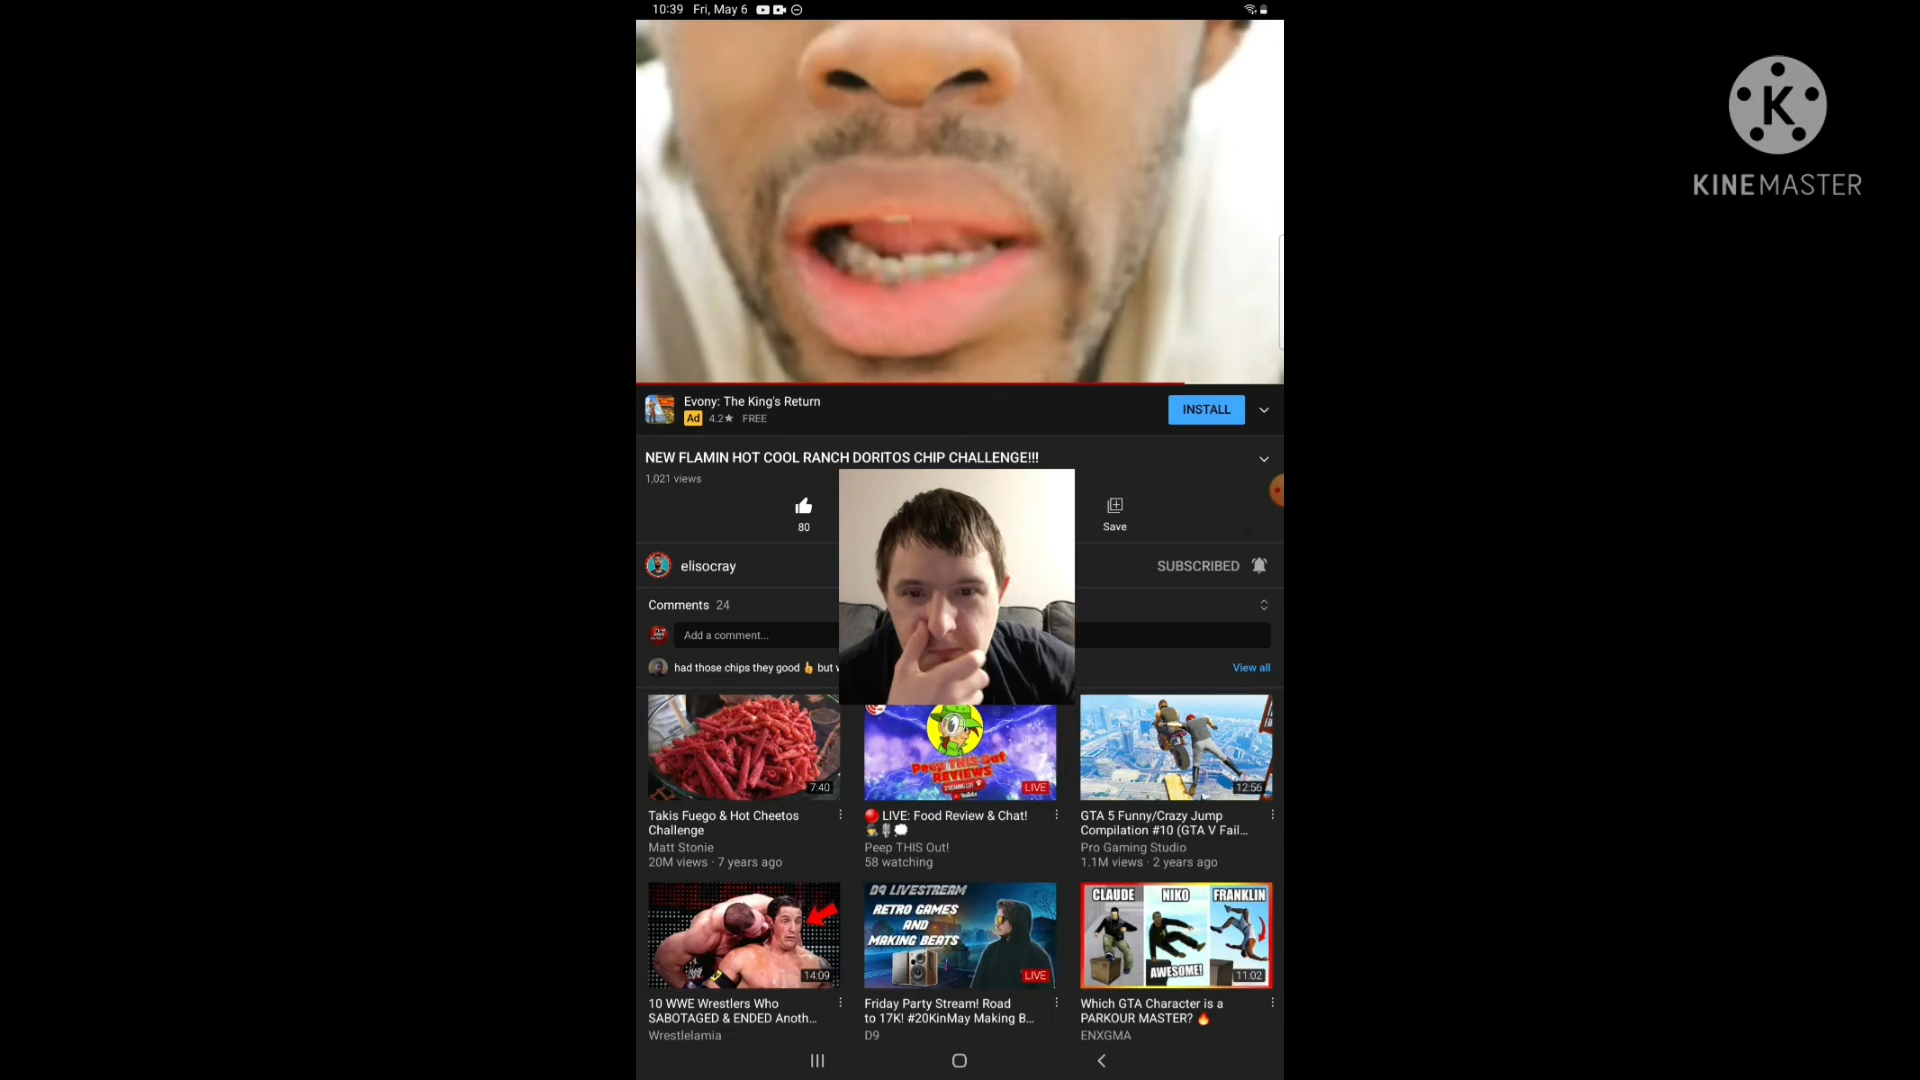 10:39 Fri, May 6
KINEMASTER
Evony: The King's Return
Ad 4.2★ FREE
INSTALL
NEW FLAMIN HOT COOL RANCH DORITOS CHIP CHALLENGE!!!
1,021 views
80
Save
elisocray
SUBSCRIBED
Comments 24
Add a comment...
had those chips they good 👍 but
View all
7:40
Peep THIS Out
REVIEWS
LIVE
12:56
Takis Fuego & Hot Cheetos
Challenge
Matt Stonie
20M views · 7 years ago
🔴 LIVE: Food Review & Chat!
Peep THIS Out!
58 watching
GTA 5 Funny/Crazy Jump
Compilation #10 (GTA V Fail...
Pro Gaming Studio
1.1M views · 2 years ago
14:09
D9 LIVESTREAM
RETRO GAMES
AND
MAKING BEATS
LIVE
CLAUDE NIKO FRANKLIN
AWESOME!
11:02
10 WWE Wrestlers Who
SABOTAGED & ENDED Anoth...
Wrestlelamia
Friday Party Stream! Road
to 17K! #20KinMay Making B...
D9
Which GTA Character is a
PARKOUR MASTER? 🔥
ENXGMA